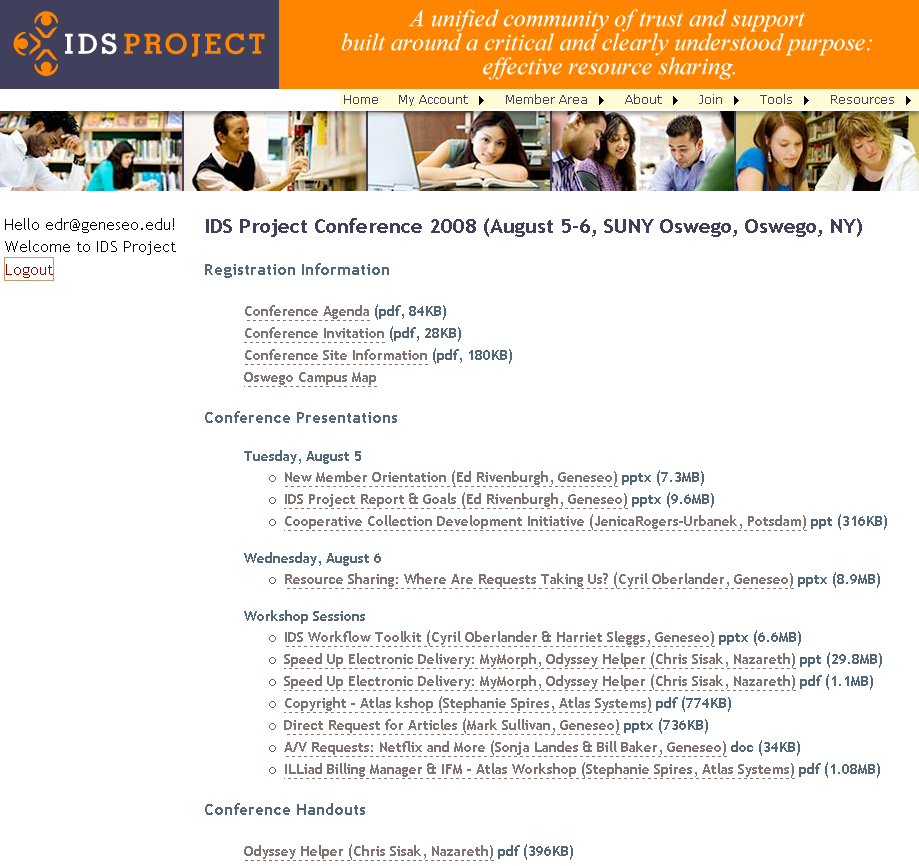 IDS PROJECT
A unified community of trust and support
built around a critical and clearly understood purpose:
effective resource sharing.
Home My Account Member Area About Join Tools Resources
Hello edr@geneseo.edu!
Welcome to IDS Project
Logout
IDS Project Conference 2008 (August 5-6, SUNY Oswego, Oswego, NY)
Registration Information
Conference Agenda (pdf, 84KB)
Conference Invitation (pdf, 28KB)
Conference Site Information (pdf, 180KB)
Oswego Campus Map
Conference Presentations
Tuesday, August 5
New Member Orientation (Ed Rivenburgh, Geneseo) pptx (7.3MB)
IDS Project Report & Goals (Ed Rivenburgh, Geneseo) pptx (9.6MB)
Cooperative Collection Development Initiative (JenicaRogers-Urbanek, Potsdam) ppt (316KB)
Wednesday, August 6
Resource Sharing: Where Are Requests Taking Us? (Cyril Oberlander, Geneseo) pptx (8.9MB)
Workshop Sessions
IDS Workflow Toolkit (Cyril Oberlander & Harriet Sleggs, Geneseo) pptx (6.6MB)
Speed Up Electronic Delivery: MyMorph, Odyssey Helper (Chris Sisak, Nazareth) ppt (29.8MB)
Speed Up Electronic Delivery: MyMorph, Odyssey Helper (Chris Sisak, Nazareth) pdf (1.1MB)
Copyright - Atlas kshop (Stephanie Spires, Atlas Systems) pdf (774KB)
Direct Request for Articles (Mark Sullivan, Geneseo) pptx (736KB)
A/V Requests: Netflix and More (Sonja Landes & Bill Baker, Geneseo) doc (34KB)
ILLiad Billing Manager & IFM - Atlas Workshop (Stephanie Spires, Atlas Systems) pdf (1.08MB)
Conference Handouts
Odyssey Helper (Chris Sisak, Nazareth) pdf (396KB)